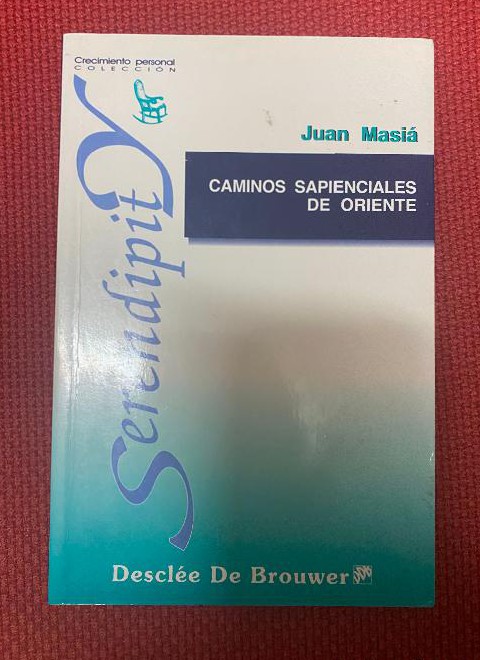 Crecimiento personal
COLECCIÓN
SerendipitY
Juan Masiá
CAMINOS SAPIENCIALES
DE ORIENTE
Desclée De Brouwer